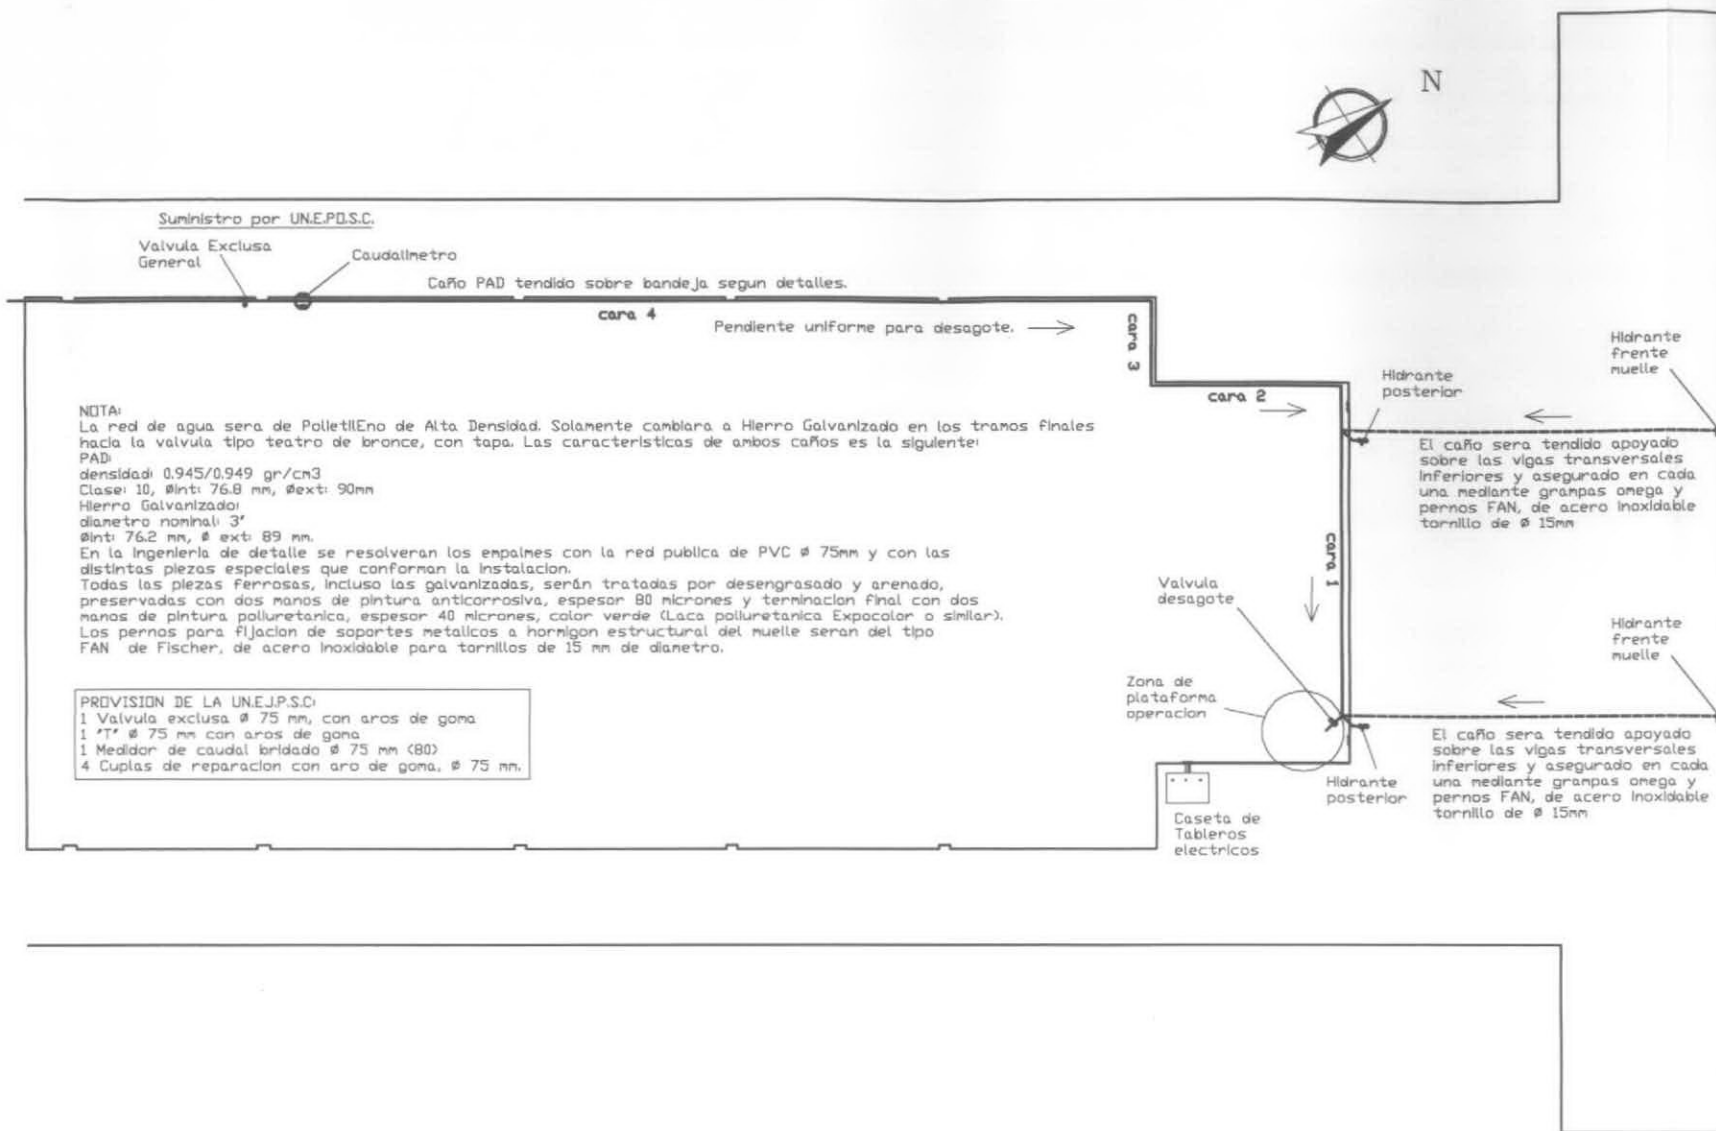 N
Suministro por UN.E.PO.S.C.
Valvula Exclusa
General
Caudalimetro
Caño PAD tendido sobre bandeja segun detalles.
cara 4
Pendiente uniforme para desagote.
cara 3
cara 2
Hidrante
posterior
Hidrante
frente
muelle
NOTA:
La red de agua sera de PolietilEno de Alta Densidad. Solamente cambiara a Hierro Galvanizado en los tramos finales
hacia la valvula tipo teatro de bronce, con tapa. Las caracteristicas de ambos caños es la siguiente:
PAD:
densidad: 0.945/0.949 gr/cm3
Clase: 10, Øint: 76.8 mm, Øext: 90mm
Hierro Galvanizado:
diametro nominal: 3"
Øint: 76.2 mm, Ø ext: 89 mm.
En la ingenieria de detalle se resolveran los empalmes con la red publica de PVC Ø 75mm y con las
distintas piezas especiales que conforman la instalacion.
Todas las piezas ferrosas, incluso las galvanizadas, serán tratadas por desengrasado y arenado,
preservadas con dos manos de pintura anticorrosiva, espesor 80 micrones y terminacion final con dos
manos de pintura poliuretanica, espesor 40 micrones, color verde (Laca poliuretanica Expocolor o similar).
Los pernos para fijacion de soportes metalicos a hormigon estructural del muelle seran del tipo
FAN de Fischer, de acero inoxidable para tornillos de 15 mm de diametro.
El caño sera tendido apoyado
sobre las vigas transversales
inferiores y asegurado en cada
una mediante grampas omega y
pernos FAN, de acero inoxidable
tornillo de Ø 15mm
cara 1
Valvula
desagote
Hidrante
frente
muelle
Zona de
plataforma
operacion
PROVISION DE LA UN.E.J.P.S.C:
1 Valvula exclusa Ø 75 mm, con aros de goma
1 "T" Ø 75 mm con aros de goma
1 Medidor de caudal bridado Ø 75 mm (80)
4 Cuplas de reparacion con aro de goma, Ø 75 mm.
Hidrante
posterior
El caño sera tendido apoyado
sobre las vigas transversales
inferiores y asegurado en cada
una mediante grampas omega y
pernos FAN, de acero inoxidable
tornillo de Ø 15mm
Caseta de
Tableros
electricos